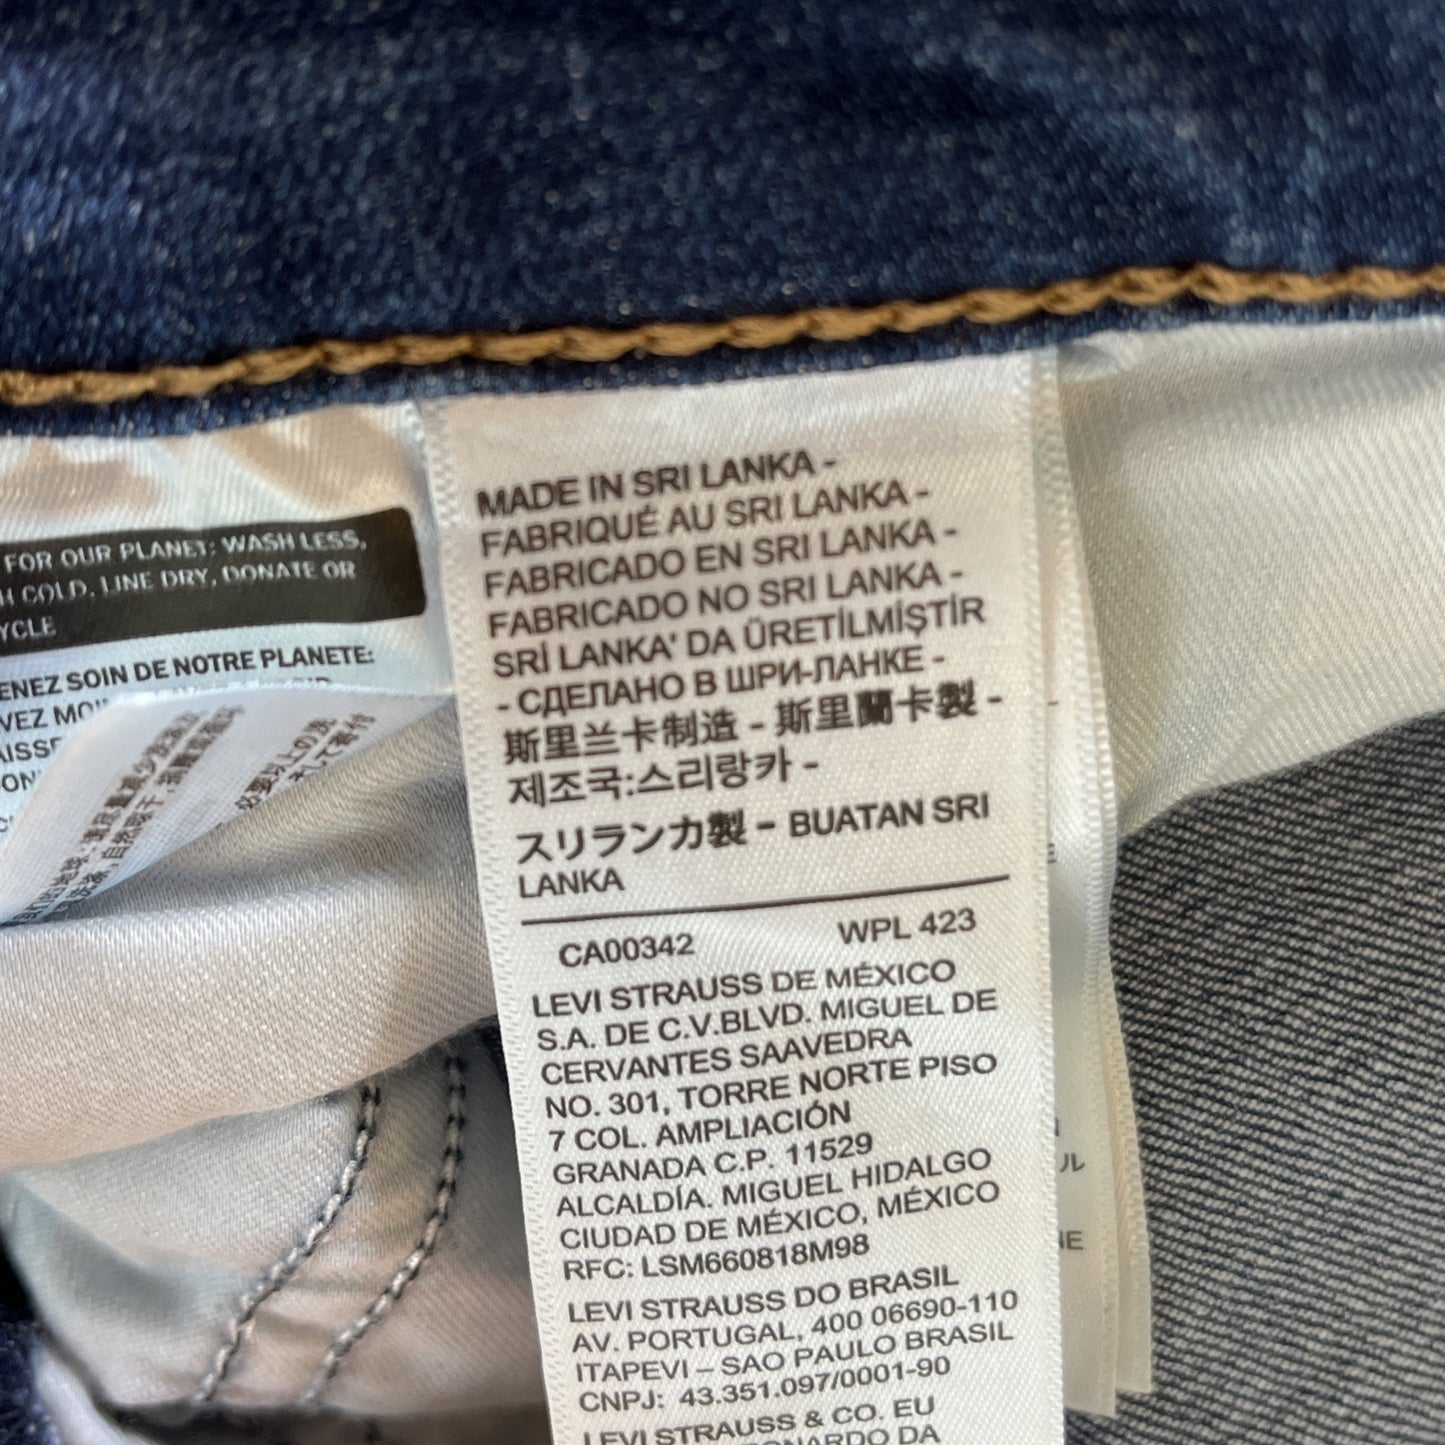 MADE IN SRI LANKA -
FABRIQUÉ AU SRI LANKA -
FABRICADO EN SRI LANKA -
FABRICADO NO SRI LANKA -
SRİ LANKA' DA ÜRETİLMİŞTİR
- СДЕЛАНО В ШРИ-ЛАНКЕ -
斯里兰卡制造 - 斯里蘭卡製 -
제조국:스리랑카 -
スリランカ製 - BUATAN SRI
LANKA
CA00342 WPL 423
LEVI STRAUSS DE MÉXICO
S.A. DE C.V.BLVD. MIGUEL DE
CERVANTES SAAVEDRA
NO. 301, TORRE NORTE PISO
7 COL. AMPLIACIÓN
GRANADA C.P. 11529
ALCALDÍA. MIGUEL HIDALGO
CIUDAD DE MÉXICO, MÉXICO
RFC: LSM660818M98
LEVI STRAUSS DO BRASIL
AV. PORTUGAL, 400 06690-110
ITAPEVI – SAO PAULO BRASIL
CNPJ: 43.351.097/0001-90
LEVI STRAUSS & CO. EU
DA
FOR OUR PLANET: WASH LESS,
COLD, LINE DRY, DONATE OR
YCLE
ENEZ SOIN DE NOTRE PLANETE: